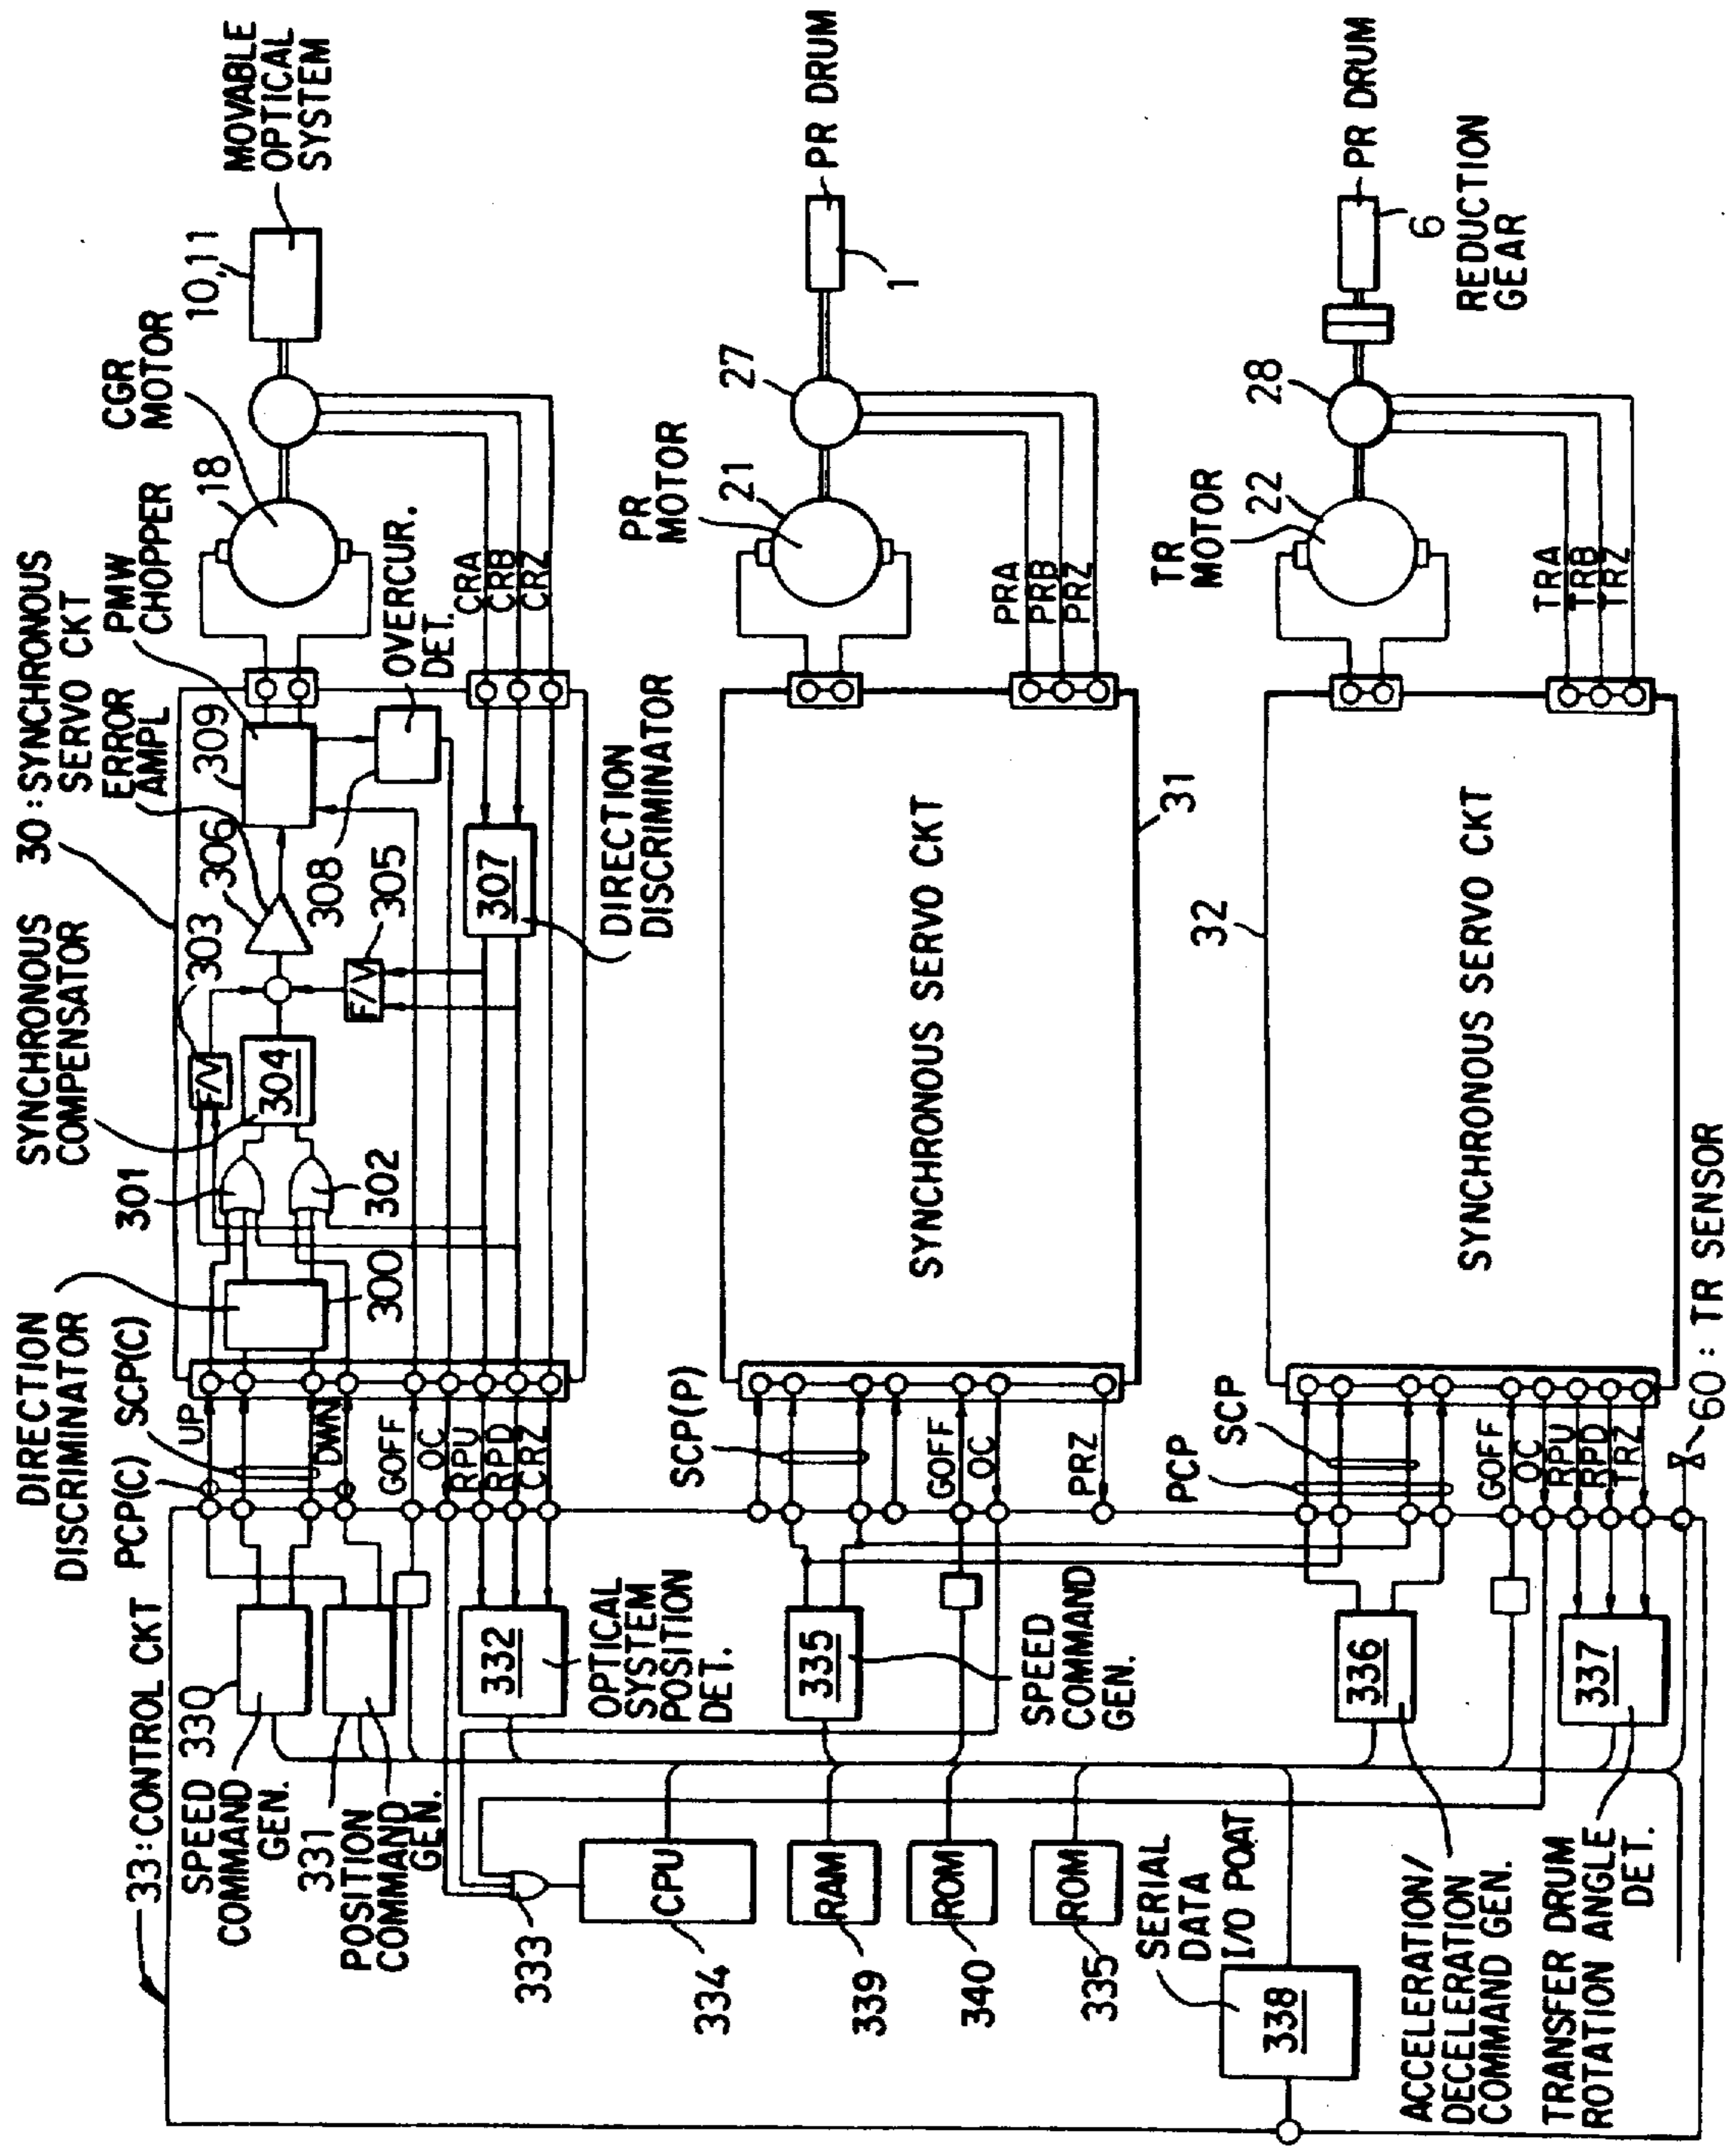 33:CONTROL CKT
SPEED 330
COMMAND
GEN.
331
POSITION
COMMAND
GEN.
DIRECTION
DISCRIMINATOR
PCP(C)
SCP(C)
UP
DWN
GOFF
OC
RPU
RPD
CRZ
332
OPTICAL
SYSTEM
POSITION
DET.
333
CPU
334
RAM
339
ROM
340
ROM
335
SERIAL
DATA
I/O POAT
338
335
SPEED
COMMAND
GEN.
336
ACCELERATION/
DECELERATION
COMMAND GEN.
337
TRANSFER DRUM
ROTATION ANGLE
DET.
60: TR SENSOR
30:SYNCHRONOUS
SERVO CKT
SYNCHRONOUS
COMPENSATOR
300
301
302
303
F/V
304
F/V
305
306
ERROR
AMPL
309
PMW
CHOPPER
308
OVERCUR.
DET.
307
DIRECTION
DISCRIMINATOR
CRA
CRB
CRZ
18
CGR
MOTOR
10,11
MOVABLE
OPTICAL
SYSTEM
SCP(P)
GOFF
OC
PRZ
SYNCHRONOUS SERVO CKT
31
PRA
PRB
PRZ
PR
MOTOR
21
27
1
PR DRUM
PCP
SCP
GOFF
OC
RPU
RPD
TRZ
SYNCHRONOUS SERVO CKT
32
TRA
TRB
TRZ
TR
MOTOR
22
28
6
PR DRUM
REDUCTION
GEAR